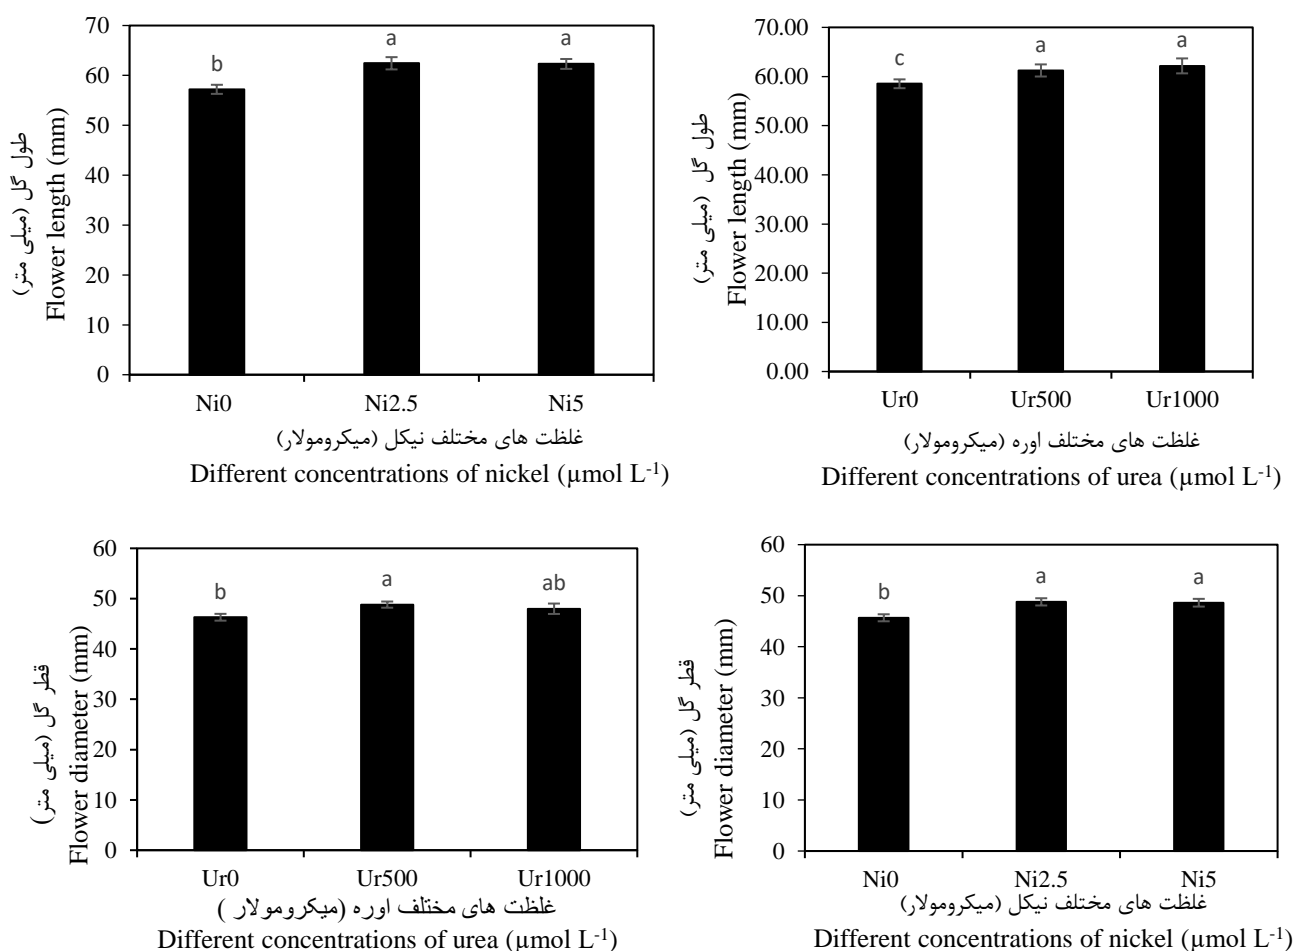 70
60
50
40
30
20
10
0
b
a
a
Ni0 Ni2.5 Ni5
طول گل (میلی متر)
Flower length (mm)
غلظت های مختلف نیکل (میکرومولار)
Different concentrations of nickel (µmol L-1)
70.00
60.00
50.00
40.00
30.00
20.00
10.00
0.00
c
a
a
Ur0 Ur500 Ur1000
طول گل (میلی متر)
Flower length (mm)
غلظت های مختلف اوره (میکرومولار)
Different concentrations of urea (µmol L-1)
60
50
40
30
20
10
0
b
a
ab
Ur0 Ur500 Ur1000
قطر گل (میلی متر)
Flower diameter (mm)
غلظت های مختلف اوره (میکرومولار )
Different concentrations of urea (µmol L-1)
60
50
40
30
20
10
0
b
a
a
Ni0 Ni2.5 Ni5
قطر گل (میلی متر)
Flower diameter (mm)
غلظت های مختلف نیکل (میکرومولار)
Different concentrations of nickel (µmol L-1)